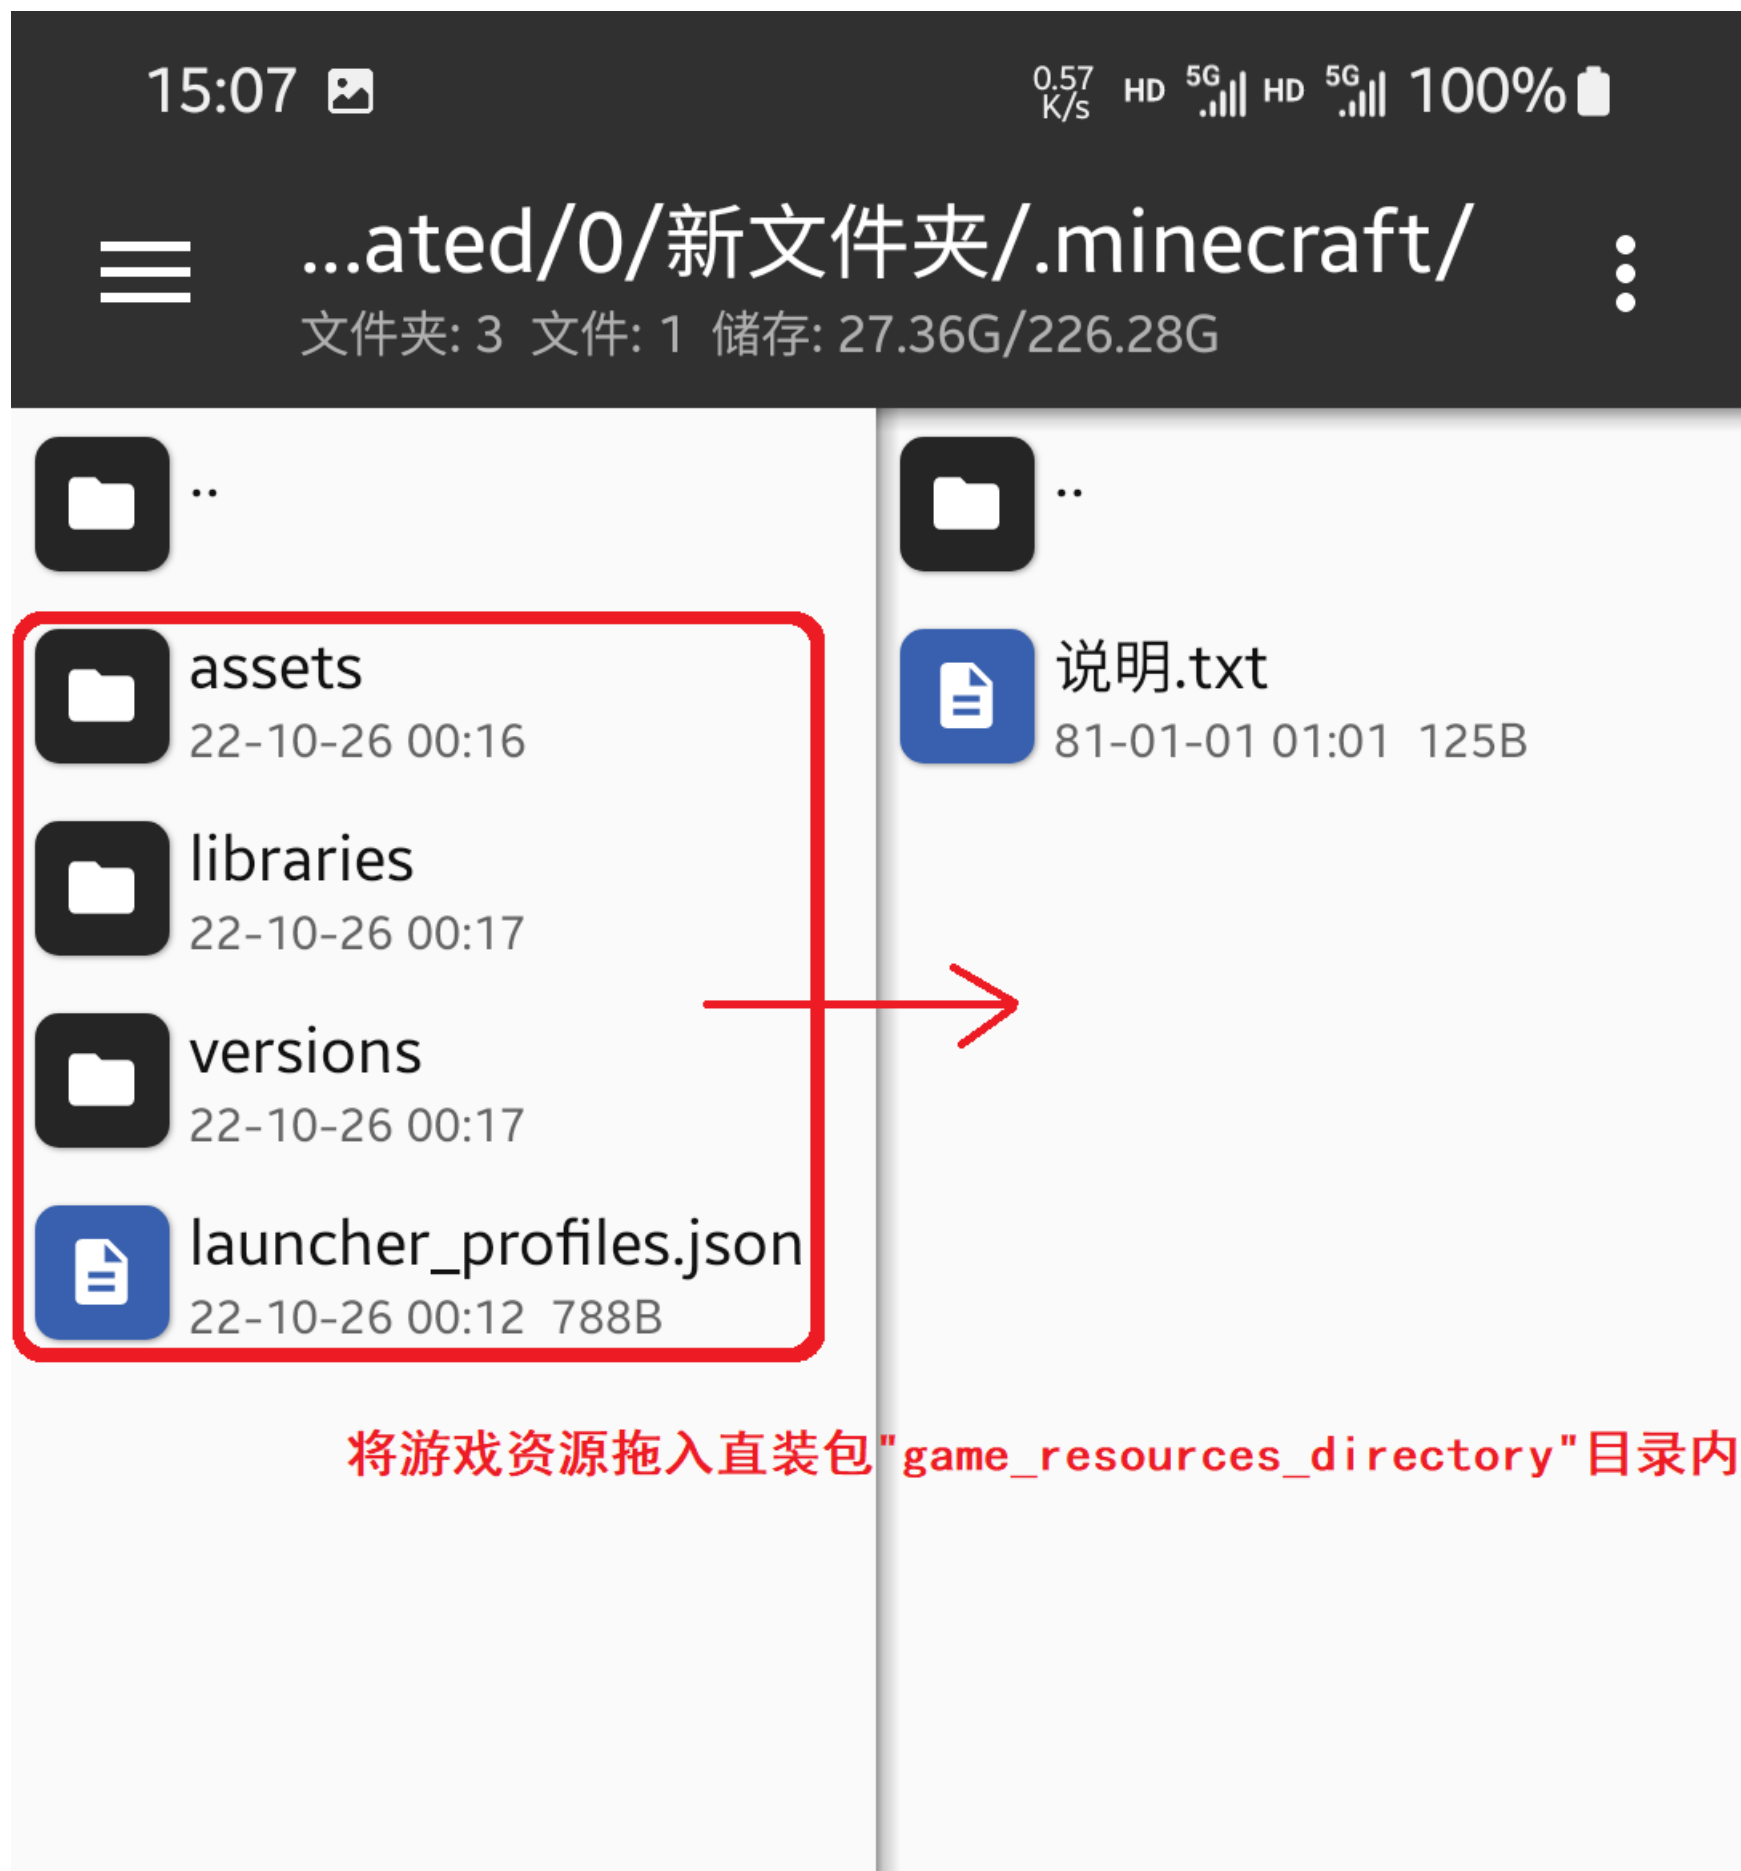 15:07 0.57 K/s HD 5G HD 5G 100%
...ated/0/新文件夹/.minecraft/
文件夹: 3 文件: 1 储存: 27.36G/226.28G
..
assets
22-10-26 00:16
libraries
22-10-26 00:17
versions
22-10-26 00:17
launcher_profiles.json
22-10-26 00:12 788B
..
说明.txt
81-01-01 01:01 125B
将游戏资源拖入直装包"game_resources_directory"目录内